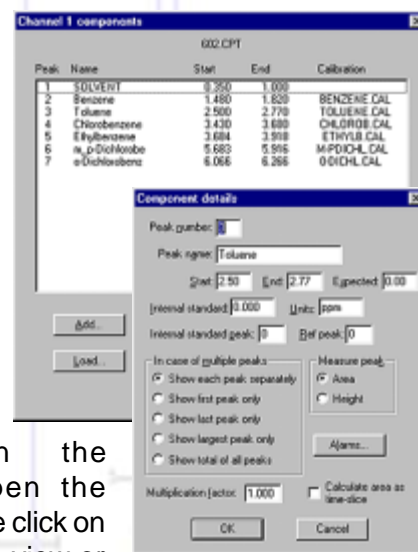 Channel 1 components
602.CPT
Peak Name Start End Calibration
1 SOLVENT 0.350 1.000
2 Benzene 1.480 1.820 BENZENE.CAL
3 Toluene 2.500 2.770 TOLUENE.CAL
4 Chlorobenzene 3.430 3.600 CHLOROB.CAL
5 Ethylbenzene 3.684 3.918 ETHYLB.CAL
6 m_p-Dichlorobe 5.683 5.916 M-PDICHL.CAL
7 o-Dichlorobenz 6.066 6.266 O-DICHL.CAL
Add...
Load...
Component details
Peak number:
Peak name: Toluene
Start: 2.50 End: 2.77 Expected: 0.00
Internal standard: 0.000 Units: ppm
Internal standard peak: 0 Ref peak: 0
In case of multiple peaks
Show each peak separately
Show first peak only
Show last peak only
Show largest peak only
Show total of all peaks
Measure peak
Area
Height
Alarms...
Multiplication factor: 1.000
Calculate area as time-slice
OK
Cancel
the
the
click on
view or